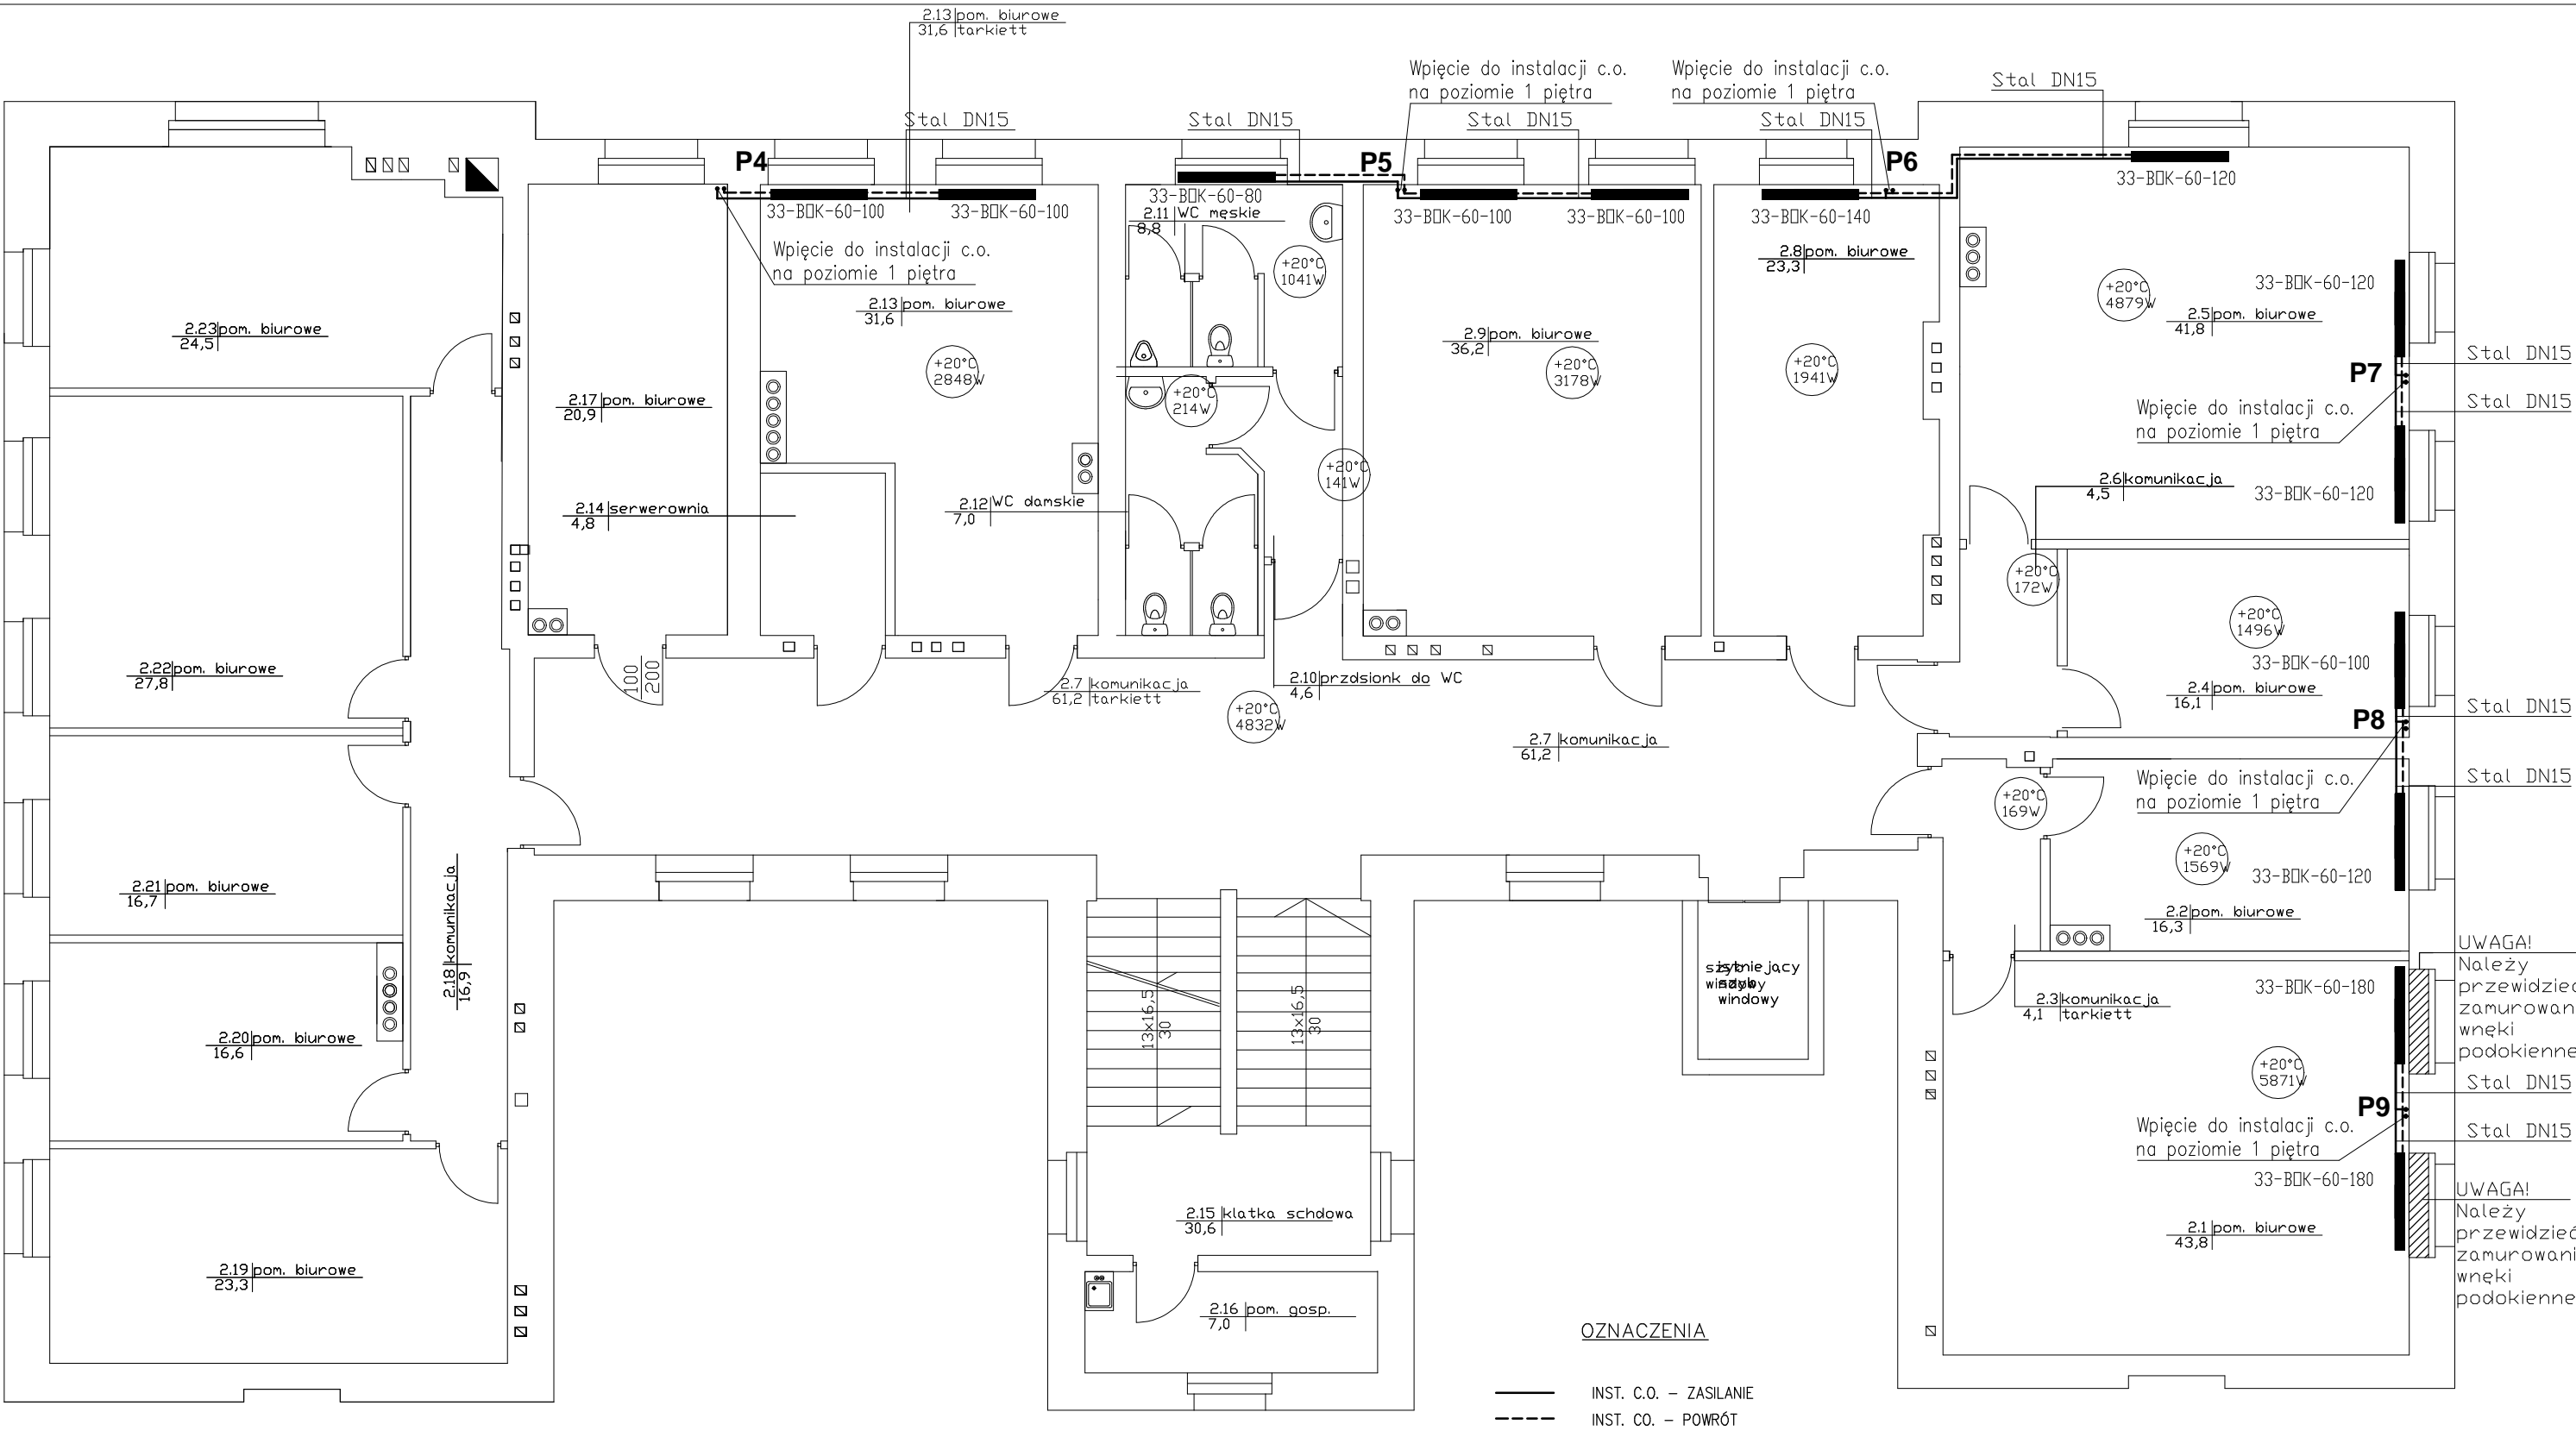 2.13 pom. biurowe
31,6 tarkiett
Wpięcie do instalacji c.o.
na poziomie 1 piętra
Wpięcie do instalacji c.o.
na poziomie 1 piętra
Stal DN15
Stal DN15
Stal DN15
Stal DN15
Stal DN15
P4
P5
P6
33-B□K-60-100
33-B□K-60-100
33-B□K-60-80
33-B□K-60-100
33-B□K-60-100
33-B□K-60-140
33-B□K-60-120
2.11 WC męskie
8,8
Wpięcie do instalacji c.o.
na poziomie 1 piętra
2.13 pom. biurowe
31,6
+20°C
1041W
2.8 pom. biurowe
23,3
+20°C
4879W
33-B□K-60-120
2.5 pom. biurowe
41,8
2.23 pom. biurowe
24,5
2.9 pom. biurowe
36,2
+20°C
2848W
+20°C
3178W
+20°C
1941W
Stal DN15
P7
Stal DN15
2.17 pom. biurowe
20,9
+20°C
214W
Wpięcie do instalacji c.o.
na poziomie 1 piętra
+20°C
141W
2.6 komunikacja
4,5
33-B□K-60-120
2.14 serwerownia
4,8
2.12 WC damskie
7,0
+20°C
172W
+20°C
1496W
33-B□K-60-100
2.22 pom. biurowe
27,8
100
200
2.7 komunikacja
61,2 tarkiett
2.10 przdsionk do WC
4,6
2.4 pom. biurowe
16,1
Stal DN15
P8
+20°C
4832W
2.7 komunikacja
61,2
Stal DN15
Wpięcie do instalacji c.o.
na poziomie 1 piętra
+20°C
169W
+20°C
1569W
33-B□K-60-120
2.21 pom. biurowe
16,7
2.18 komunikacja
16,9
2.2 pom. biurowe
16,3
UWAGA!
Należy
przewidzieć
zamurowan
wnęki
podokienne
istniejący
szyb
windowy
szyb
windowy
33-B□K-60-180
2.3 komunikacja
4,1 tarkiett
13x16,5
30
13x16,5
30
2.20 pom. biurowe
16,6
+20°C
5871W
Stal DN15
P9
Stal DN15
Wpięcie do instalacji c.o.
na poziomie 1 piętra
33-B□K-60-180
UWAGA!
Należy
przewidzieć
zamurowani
wnęki
podokienne
2.15 klatka schdowa
30,6
2.1 pom. biurowe
43,8
2.19 pom. biurowe
23,3
2.16 pom. gosp.
7,0
OZNACZENIA
INST. C.O. – ZASILANIE
INST. CO. – POWRÓT